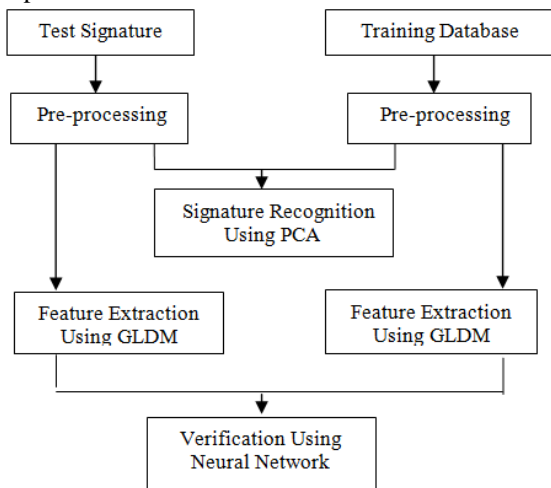 Test Signature
Training Database
Pre-processing
Pre-processing
Signature Recognition
Using PCA
Feature Extraction
Using GLDM
Feature Extraction
Using GLDM
Verification Using
Neural Network